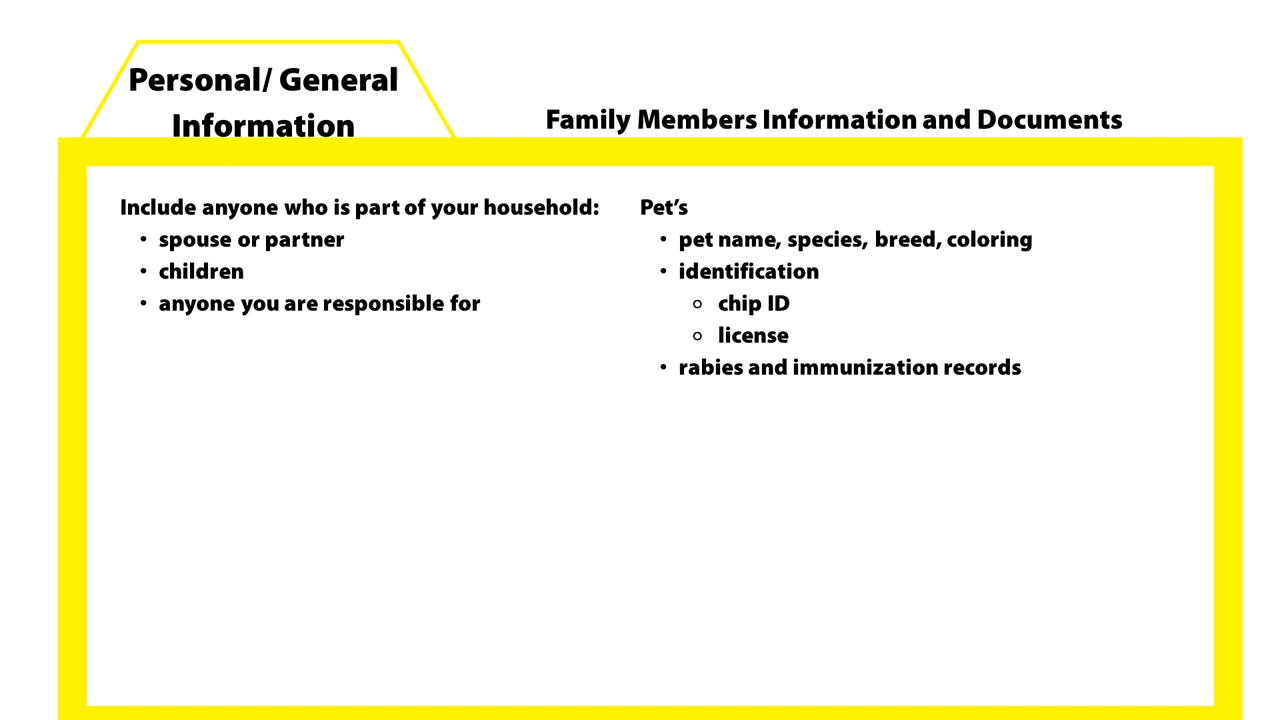 Personal/ General
Information
Family Members Information and Documents
Include anyone who is part of your household:
• spouse or partner
• children
• anyone you are responsible for
Pet's
• pet name, species, breed, coloring
• identification
○ chip ID
○ license
• rabies and immunization records